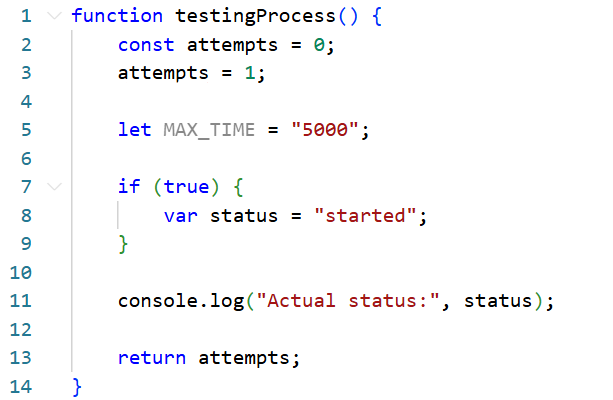 1 function testingProcess() {
2     const attempts = 0;
3     attempts = 1;
4
5     let MAX_TIME = "5000";
6
7     if (true) {
8         var status = "started";
9     }
10
11     console.log("Actual status:", status);
12
13     return attempts;
14 }